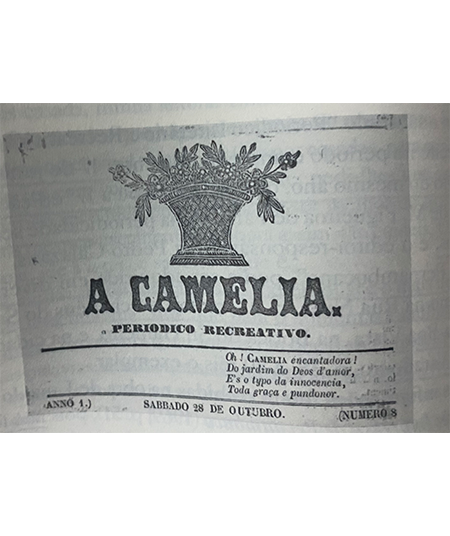 A CAMELIA.
PERIODICO RECREATIVO.
Oh ! CAMELIA encantadora !
Do jardim do Deos d'amor,
E's o typo da innocencia,
Toda graça e pundonor.
ANNÓ 1.) SABBADO 28 DE OUTUBRO. (NUMERO 8